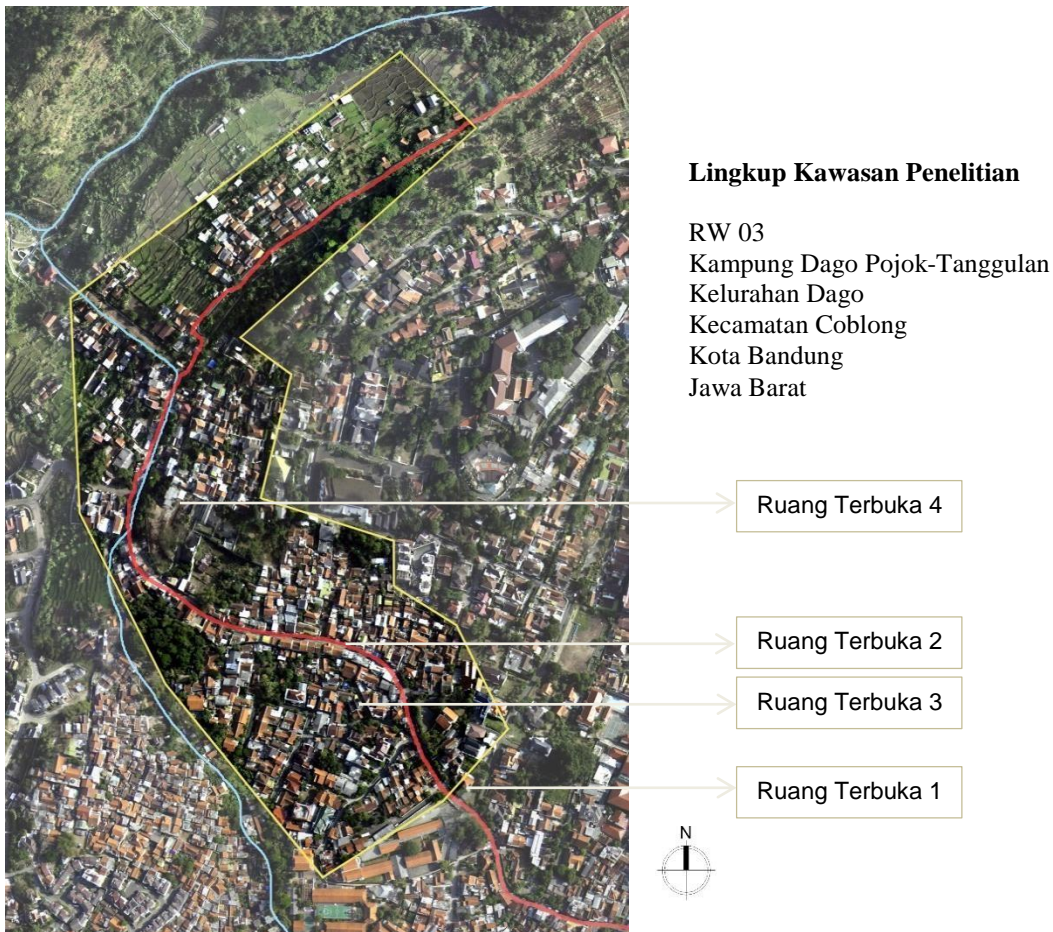 Lingkup Kawasan Penelitian
RW 03
Kampung Dago Pojok-Tanggulan
Kelurahan Dago
Kecamatan Coblong
Kota Bandung
Jawa Barat
Ruang Terbuka 4
Ruang Terbuka 2
Ruang Terbuka 3
Ruang Terbuka 1
N